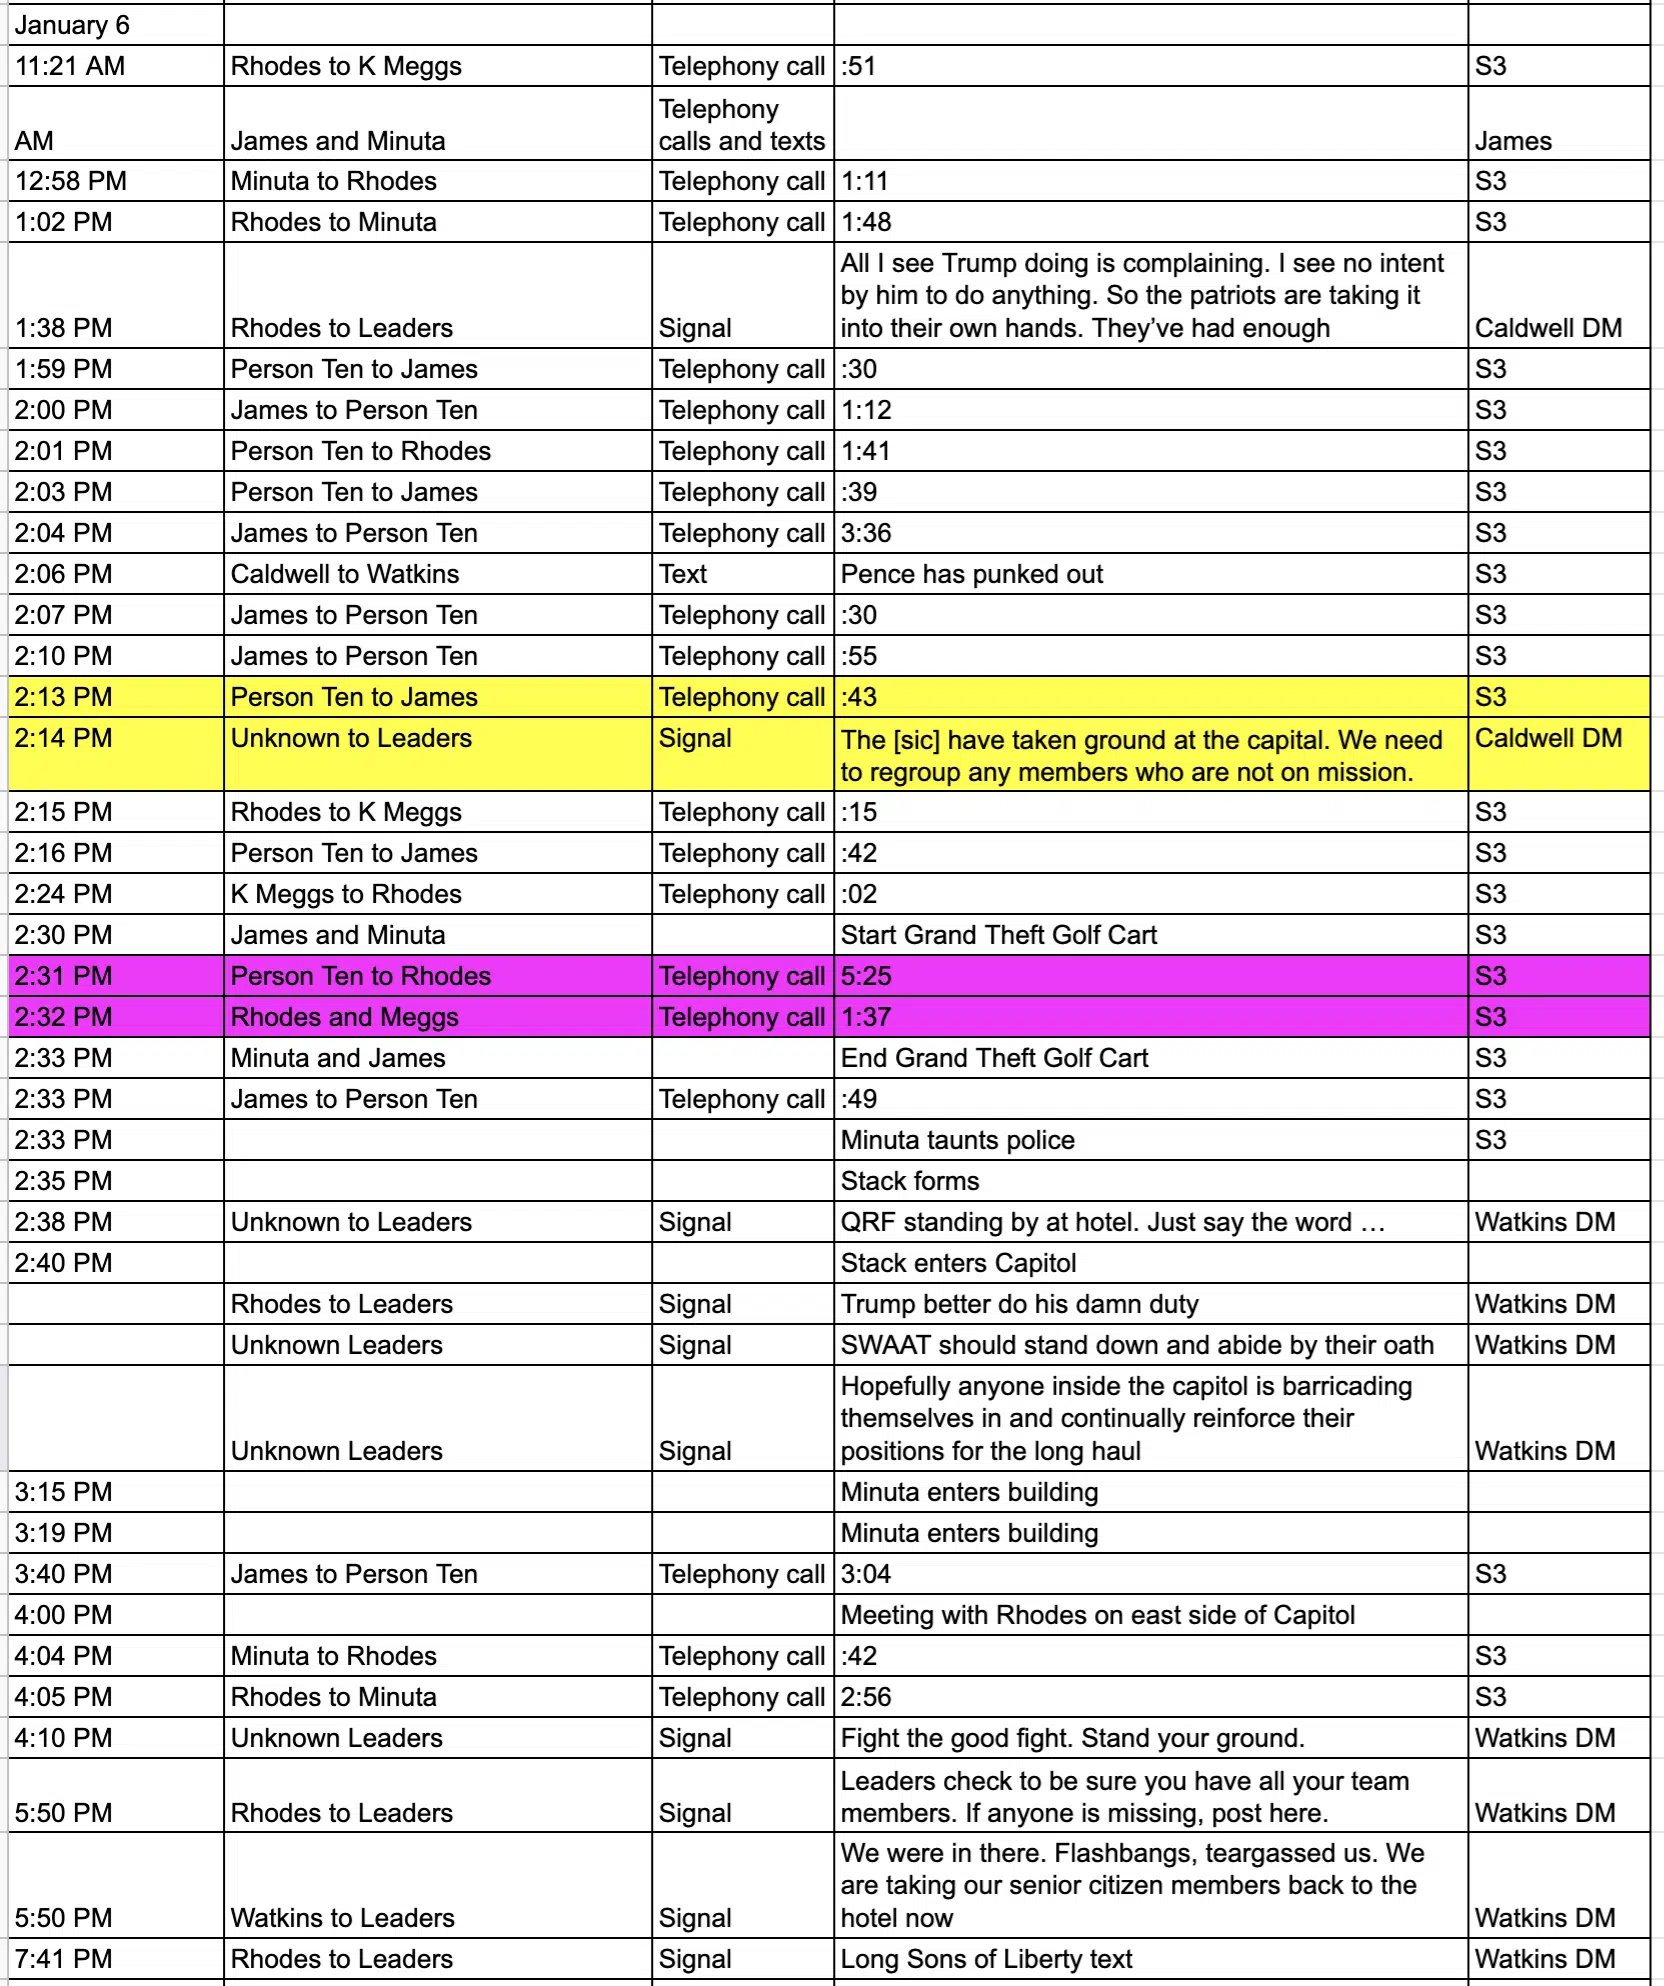 January 6
11:21 AM Rhodes to K Meggs Telephony call :51 S3
Telephony
AM James and Minuta calls and texts James
12:58 PM Minuta to Rhodes Telephony call 1:11 S3
1:02 PM Rhodes to Minuta Telephony call 1:48 S3
All I see Trump doing is complaining. I see no intent
by him to do anything. So the patriots are taking it
1:38 PM Rhodes to Leaders Signal into their own hands. They’ve had enough Caldwell DM
1:59 PM Person Ten to James Telephony call :30 S3
2:00 PM James to Person Ten Telephony call 1:12 S3
2:01 PM Person Ten to Rhodes Telephony call 1:41 S3
2:03 PM Person Ten to James Telephony call :39 S3
2:04 PM James to Person Ten Telephony call 3:36 S3
2:06 PM Caldwell to Watkins Text Pence has punked out S3
2:07 PM James to Person Ten Telephony call :30 S3
2:10 PM James to Person Ten Telephony call :55 S3
2:13 PM Person Ten to James Telephony call :43 S3
2:14 PM Unknown to Leaders Signal The [sic] have taken ground at the capital. We need Caldwell DM
to regroup any members who are not on mission.
2:15 PM Rhodes to K Meggs Telephony call :15 S3
2:16 PM Person Ten to James Telephony call :42 S3
2:24 PM K Meggs to Rhodes Telephony call :02 S3
2:30 PM James and Minuta Start Grand Theft Golf Cart S3
2:31 PM Person Ten to Rhodes Telephony call 5:25 S3
2:32 PM Rhodes and Meggs Telephony call 1:37 S3
2:33 PM Minuta and James End Grand Theft Golf Cart S3
2:33 PM James to Person Ten Telephony call :49 S3
2:33 PM Minuta taunts police S3
2:35 PM Stack forms
2:38 PM Unknown to Leaders Signal QRF standing by at hotel. Just say the word … Watkins DM
2:40 PM Stack enters Capitol
Rhodes to Leaders Signal Trump better do his damn duty Watkins DM
Unknown Leaders Signal SWAAT should stand down and abide by their oath Watkins DM
Hopefully anyone inside the capitol is barricading
themselves in and continually reinforce their
Unknown Leaders Signal positions for the long haul Watkins DM
3:15 PM Minuta enters building
3:19 PM Minuta enters building
3:40 PM James to Person Ten Telephony call 3:04 S3
4:00 PM Meeting with Rhodes on east side of Capitol
4:04 PM Minuta to Rhodes Telephony call :42 S3
4:05 PM Rhodes to Minuta Telephony call 2:56 S3
4:10 PM Unknown Leaders Signal Fight the good fight. Stand your ground. Watkins DM
Leaders check to be sure you have all your team
5:50 PM Rhodes to Leaders Signal members. If anyone is missing, post here. Watkins DM
We were in there. Flashbangs, teargassed us. We
are taking our senior citizen members back to the
5:50 PM Watkins to Leaders Signal hotel now Watkins DM
7:41 PM Rhodes to Leaders Signal Long Sons of Liberty text Watkins DM